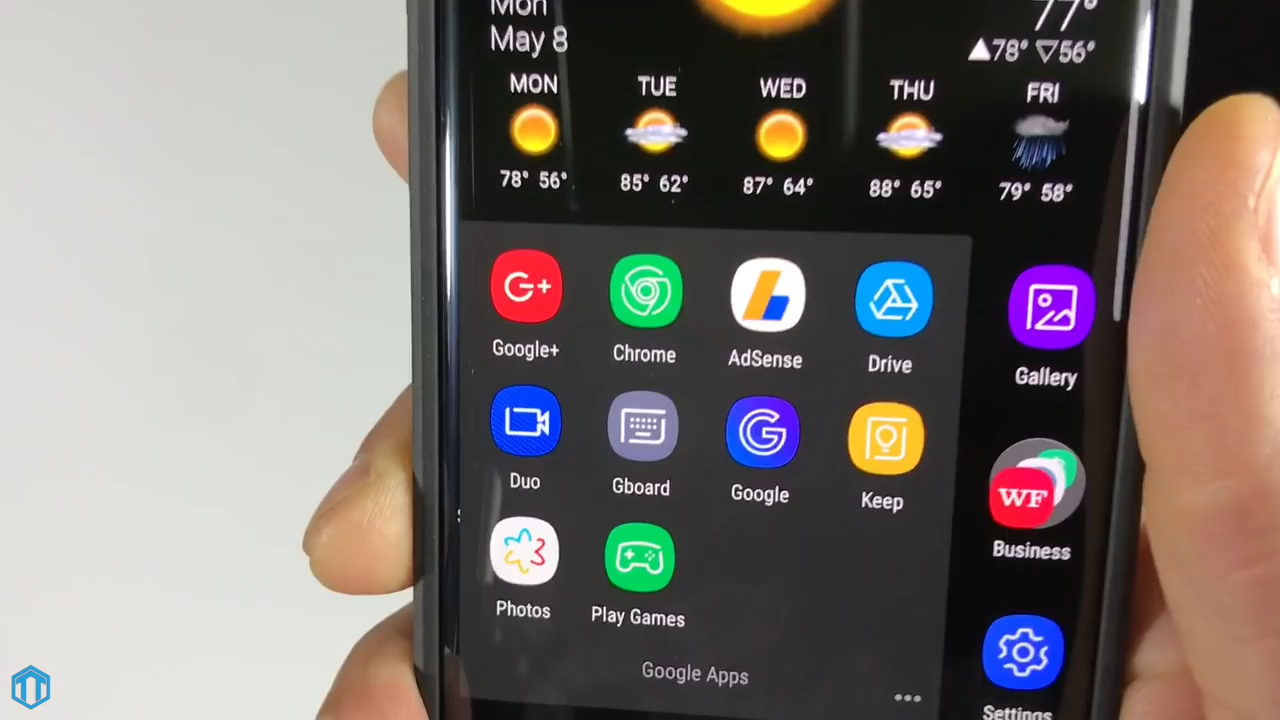 Mon
77°
May 8
▲78° ▽56°
MON TUE WED THU FRI
78° 56° 85° 62° 87° 64° 88° 65° 79° 58°
G+
Google+ Chrome AdSense Drive
Gallery
G
Duo Gboard Google Keep
WF
Business
Photos Play Games
Google Apps
Settings